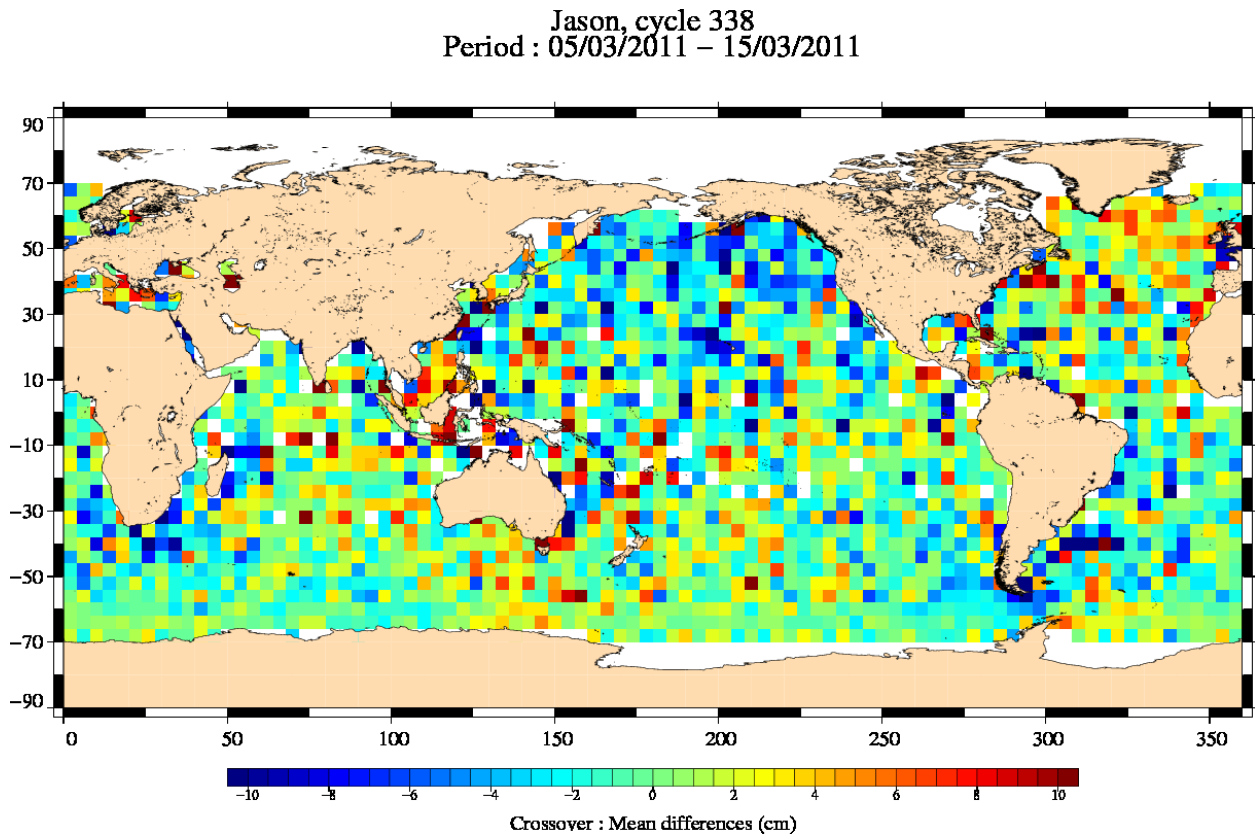 Jason, cycle 338
Period : 05/03/2011 − 15/03/2011
90
70
50
30
10
−10
−30
−50
−70
−90
0 50 100 150 200 250 300 350
−10 −8 −6 −4 −2 0 2 4 6 8 10
Crossover : Mean differences (cm)